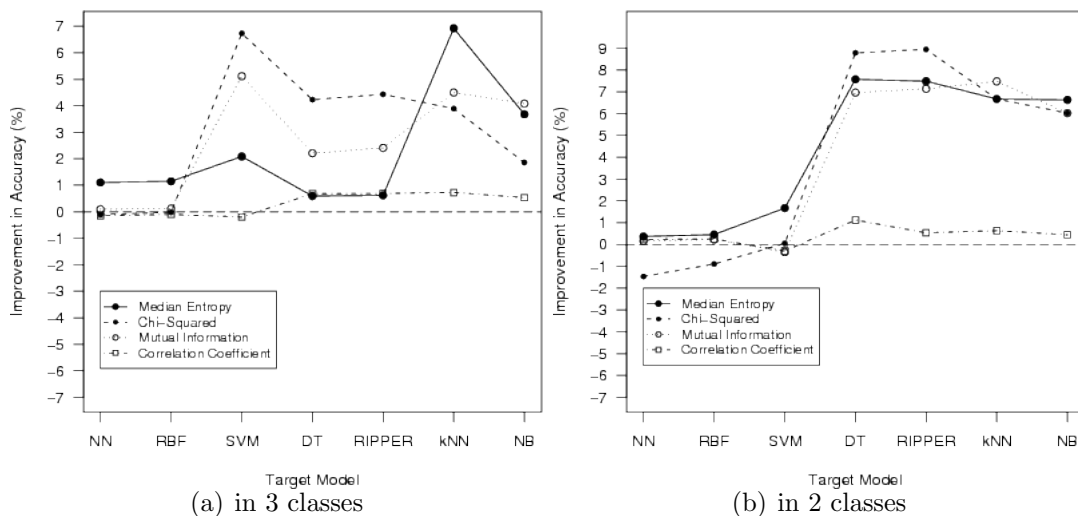 7
6
5
4
3
2
1
0
−1
−2
−3
−4
−5
−6
−7
Improvement in Accuracy (%)
Median Entropy
Chi−Squared
Mutual Information
Correlation Coefficient
NN RBF SVM DT RIPPER kNN NB
Target Model
(a) in 3 classes
9
8
7
6
5
4
3
2
1
0
−1
−2
−3
−4
−5
−6
−7
Improvement in Accuracy (%)
Median Entropy
Chi−Squared
Mutual Information
Correlation Coefficient
NN RBF SVM DT RIPPER kNN NB
Target Model
(b) in 2 classes